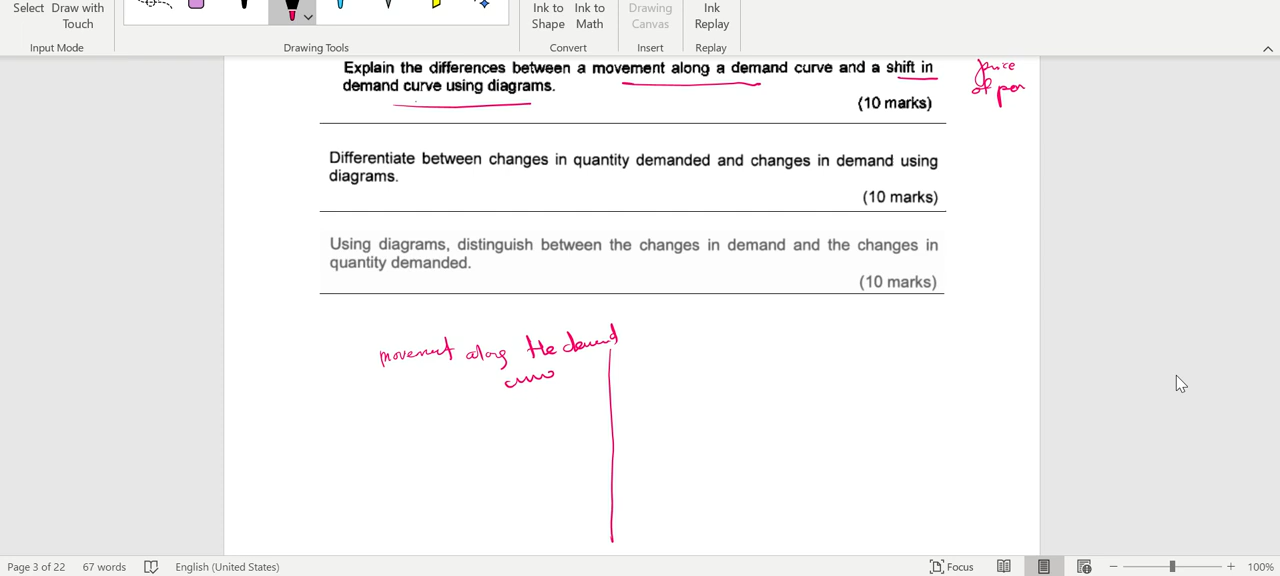 Select
Draw with
Touch
Ink to
Shape
Ink to
Math
Drawing
Canvas
Ink
Replay
Input Mode
Drawing Tools
Convert
Insert
Replay
Explain the differences between a movement along a demand curve and a shift in
demand curve using diagrams.
(10 marks)
price
of pen
Differentiate between changes in quantity demanded and changes in demand using
diagrams.
(10 marks)
Using diagrams, distinguish between the changes in demand and the changes in
quantity demanded.
(10 marks)
movement along the demand
curve
Page 3 of 22 67 words English (United States) Focus 100%